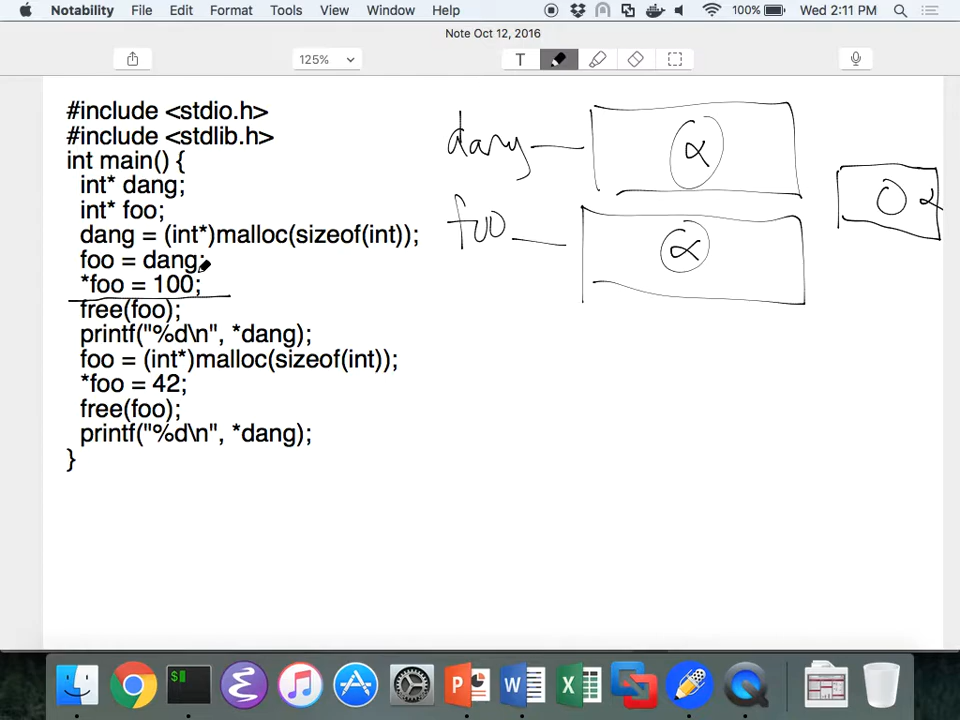 Notability File Edit Format Tools View Window Help 100% Wed 2:11 PM
Note Oct 12, 2016
125% T
#include <stdio.h>
#include <stdlib.h>
int main() {
int* dang;
int* foo;
dang = (int*)malloc(sizeof(int));
foo = dang;
*foo = 100;
free(foo);
printf("%d\n", *dang);
foo = (int*)malloc(sizeof(int));
*foo = 42;
free(foo);
printf("%d\n", *dang);
}
dang α
foo α
α
$
P W X